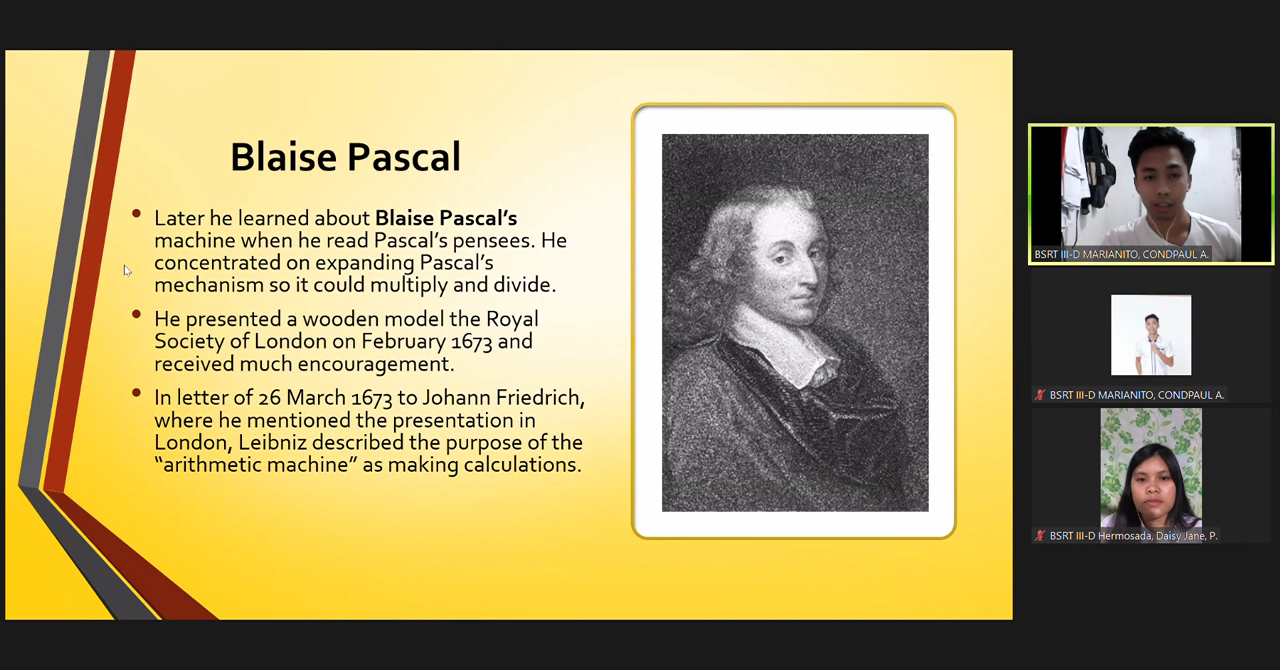 Blaise Pascal
Later he learned about Blaise Pascal's
machine when he read Pascal's pensees. He
concentrated on expanding Pascal's
mechanism so it could multiply and divide.
He presented a wooden model the Royal
Society of London on February 1673 and
received much encouragement.
In letter of 26 March 1673 to Johann Friedrich,
where he mentioned the presentation in
London, Leibniz described the purpose of the
“arithmetic machine” as making calculations.
BSRT III-D MARIANITO, CONDPAUL A.
BSRT III-D MARIANITO, CONDPAUL A.
BSRT III-D Hermosada, Daisy Jane, P.